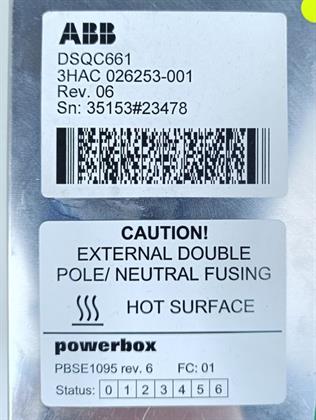 ABB
DSQC661
3HAC 026253-001
Rev. 06
Sn: 35153#23478
CAUTION!
EXTERNAL DOUBLE
POLE/ NEUTRAL FUSING
HOT SURFACE
powerbox
PBSE1095 rev. 6 FC: 01
Status: 0 1 2 3 4 5 6